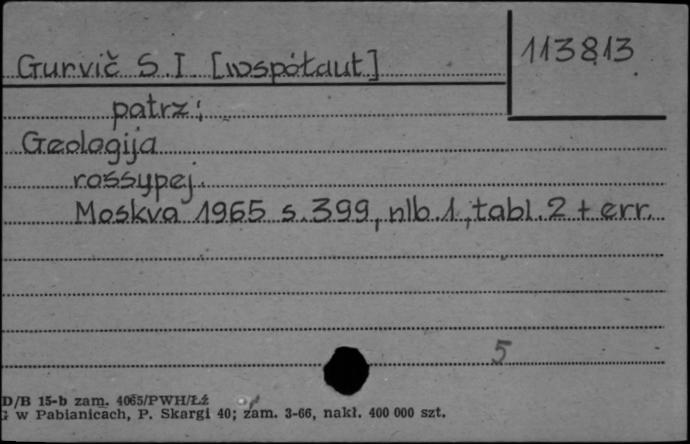 Gurvič S.I. [współaut]
113813
patrz:
Geologija
rossypej.
Moskva 1965 s.399, nlb.1, tabl.2 + err.
5
D/B 15-b zam. 4065/PWH/Łź
w Pabianicach, P. Skargi 40; zam. 3-66, nakł. 400 000 szt.